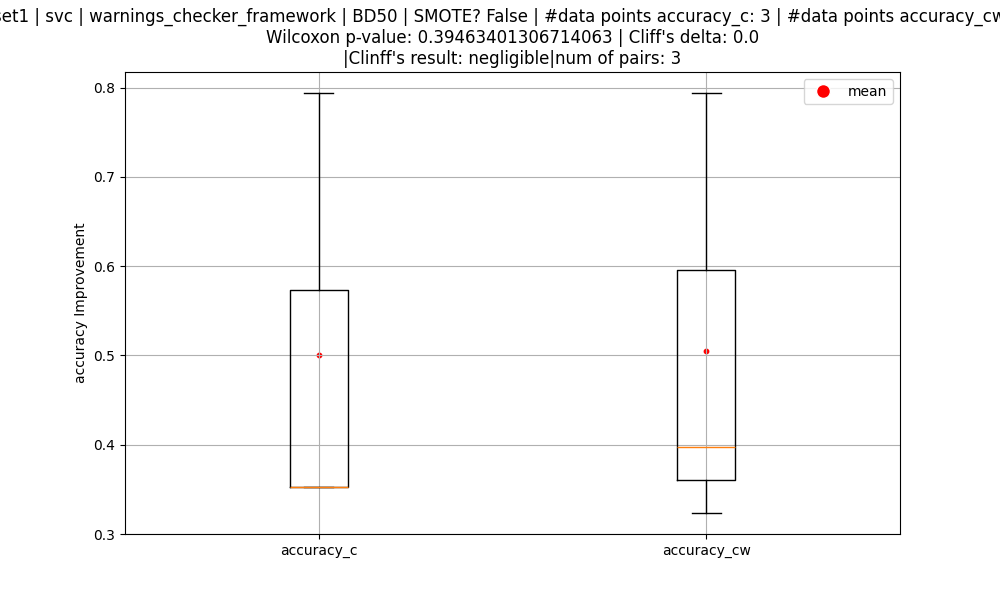 set1 | svc | warnings_checker_framework | BD50 | SMOTE? False | #data points accuracy_c: 3 | #data points accuracy_cw
Wilcoxon p-value: 0.39463401306714063 | Cliff's delta: 0.0
|Clinff's result: negligible|num of pairs: 3
mean
0.8
0.7
0.6
0.5
0.4
0.3
accuracy Improvement
accuracy_c
accuracy_cw